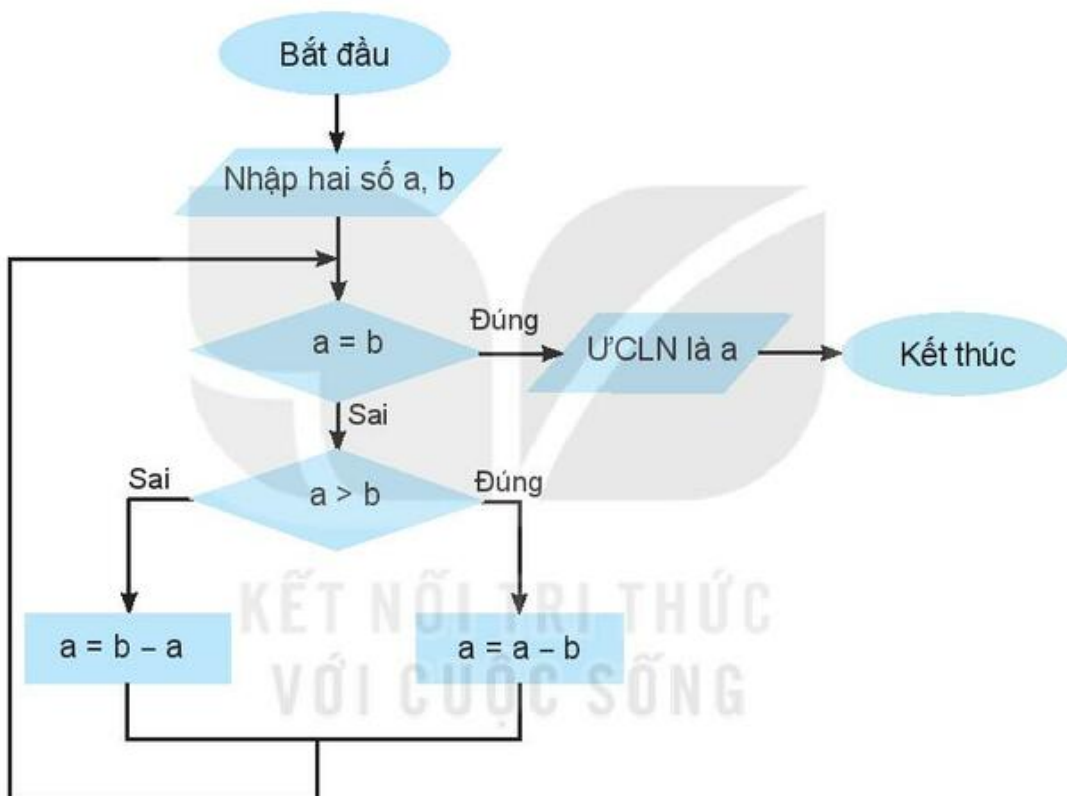 Bắt đầu
Nhập hai số a, b
a = b
Đúng
ƯCLN là a
Kết thúc
Sai
a > b
Sai
Đúng
a = b – a
a = a – b
KẾT NỐI TRI THỨC
VỚI CUỘC SỐNG